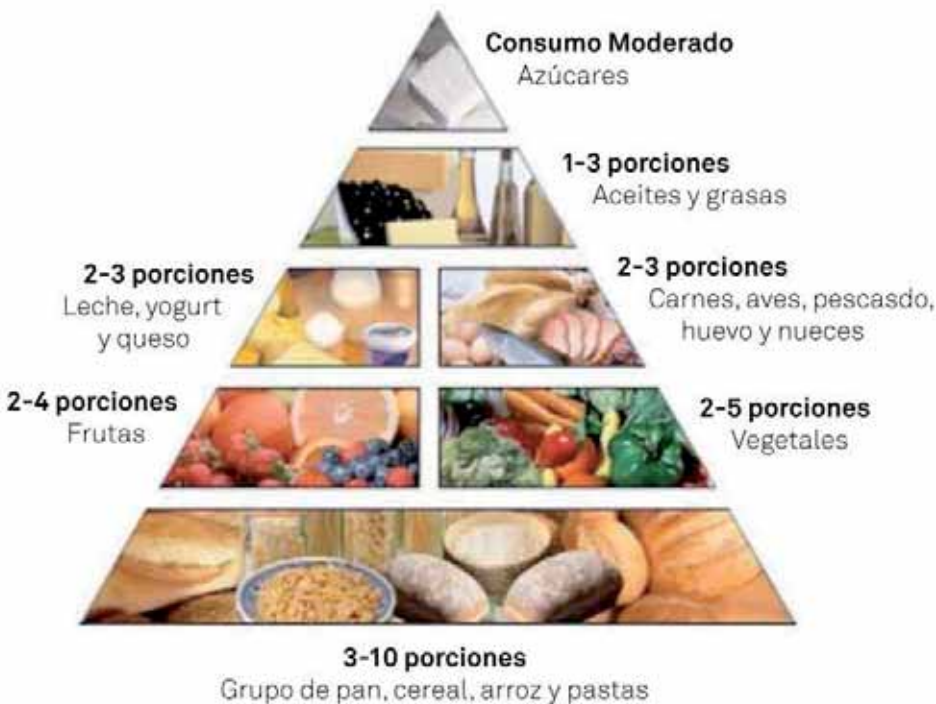 Consumo Moderado
Azúcares
1-3 porciones
Aceites y grasas
2-3 porciones
Leche, yogurt
y queso
2-3 porciones
Carnes, aves, pescasdo,
huevo y nueces
2-4 porciones
Frutas
2-5 porciones
Vegetales
3-10 porciones
Grupo de pan, cereal, arroz y pastas